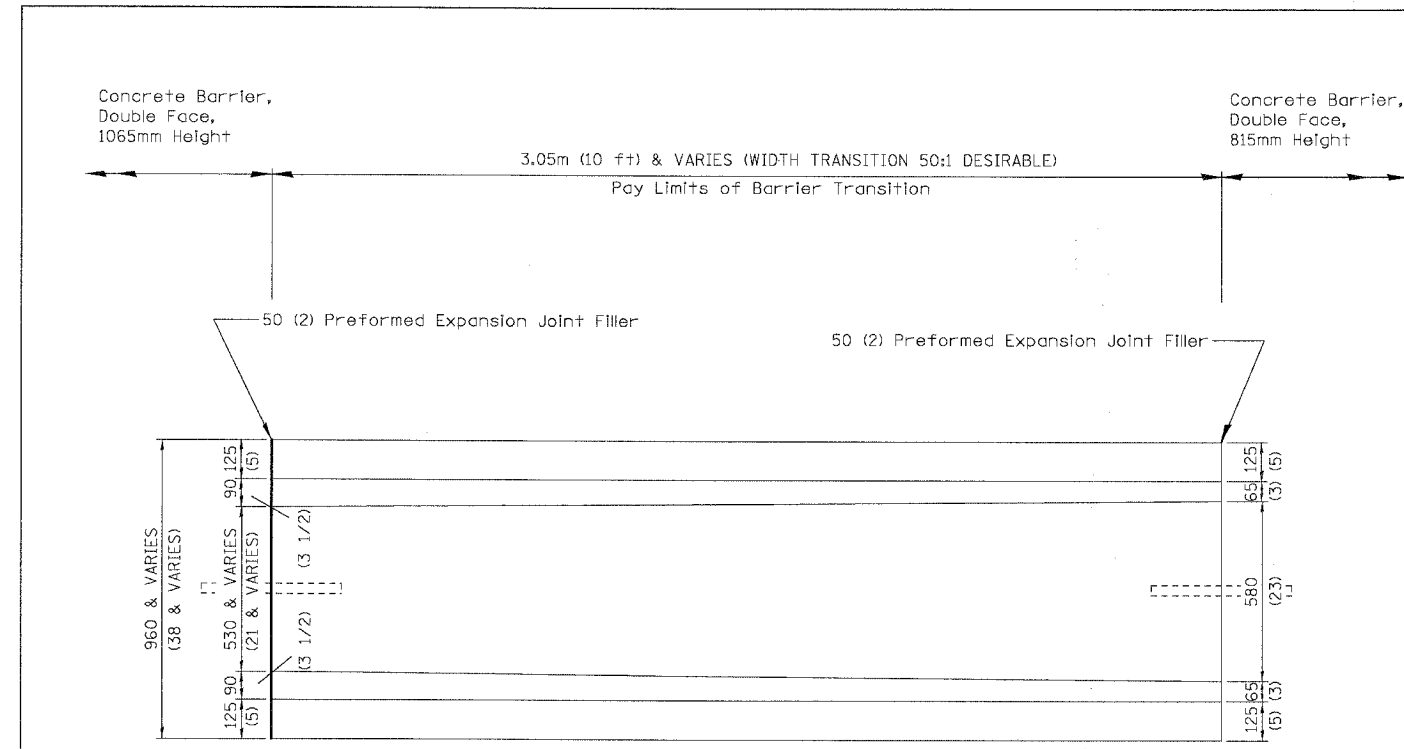 Concrete Barrier,
Double Face,
1065mm Height
Concrete Barrier,
Double Face,
815mm Height
3.05m (10 ft) & VARIES (WIDTH TRANSITION 50:1 DESIRABLE)
Pay Limits of Barrier Transition
50 (2) Preformed Expansion Joint Filler
50 (2) Preformed Expansion Joint Filler
960 & VARIES
(38 & VARIES)
125
(5)
90
(3 1/2)
530 & VARIES
(21 & VARIES)
(3 1/2)
90
125
(5)
125
(5)
65
(3)
580
(23)
65
(3)
125
(5)